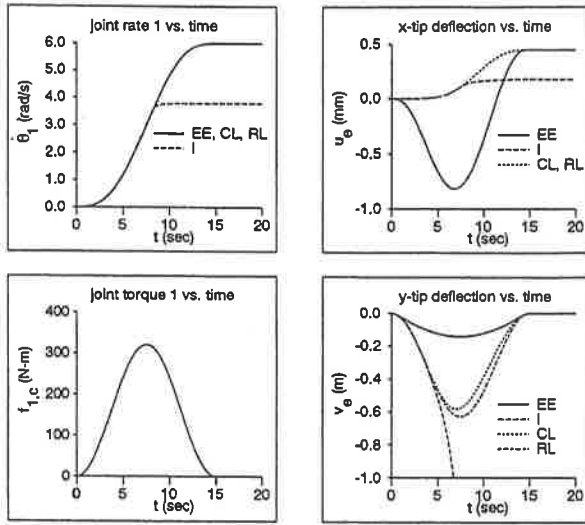 joint rate 1 vs. time
6.0
5.0
4.0
3.0
2.0
1.0
0.0
θ̇₁ (rad/s)
EE, CL, RL
I
0 5 10 15 20
t (sec)
x-tip deflection vs. time
0.5
0.0
-0.5
-1.0
uₑ (mm)
EE
I
CL, RL
0 5 10 15 20
t (sec)
joint torque 1 vs. time
400
300
200
100
0
f₁,c (N-m)
0 5 10 15 20
t (sec)
y-tip deflection vs. time
-0.0
-0.2
-0.4
-0.6
-0.8
-1.0
vₑ (m)
EE
I
CL
RL
0 5 10 15 20
t (sec)